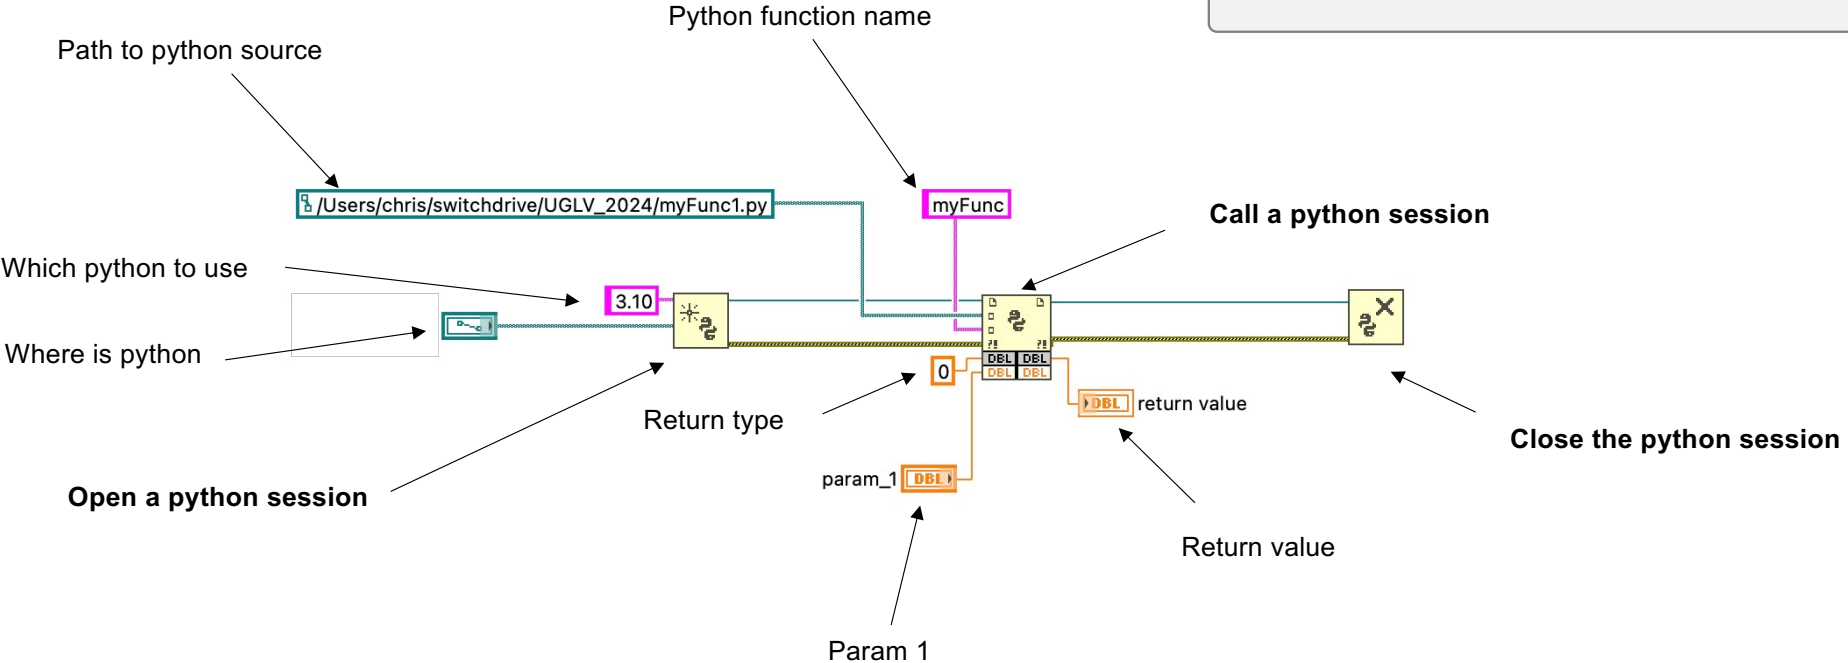 Python function name
Path to python source
/Users/chris/switchdrive/UGLV_2024/myFunc1.py
myFunc
Call a python session
Which python to use
3.10
Where is python
?!
?!
DBL
DBL
DBL
DBL
0
DBL
return value
Return type
Close the python session
param_1
DBL
Open a python session
Return value
Param 1